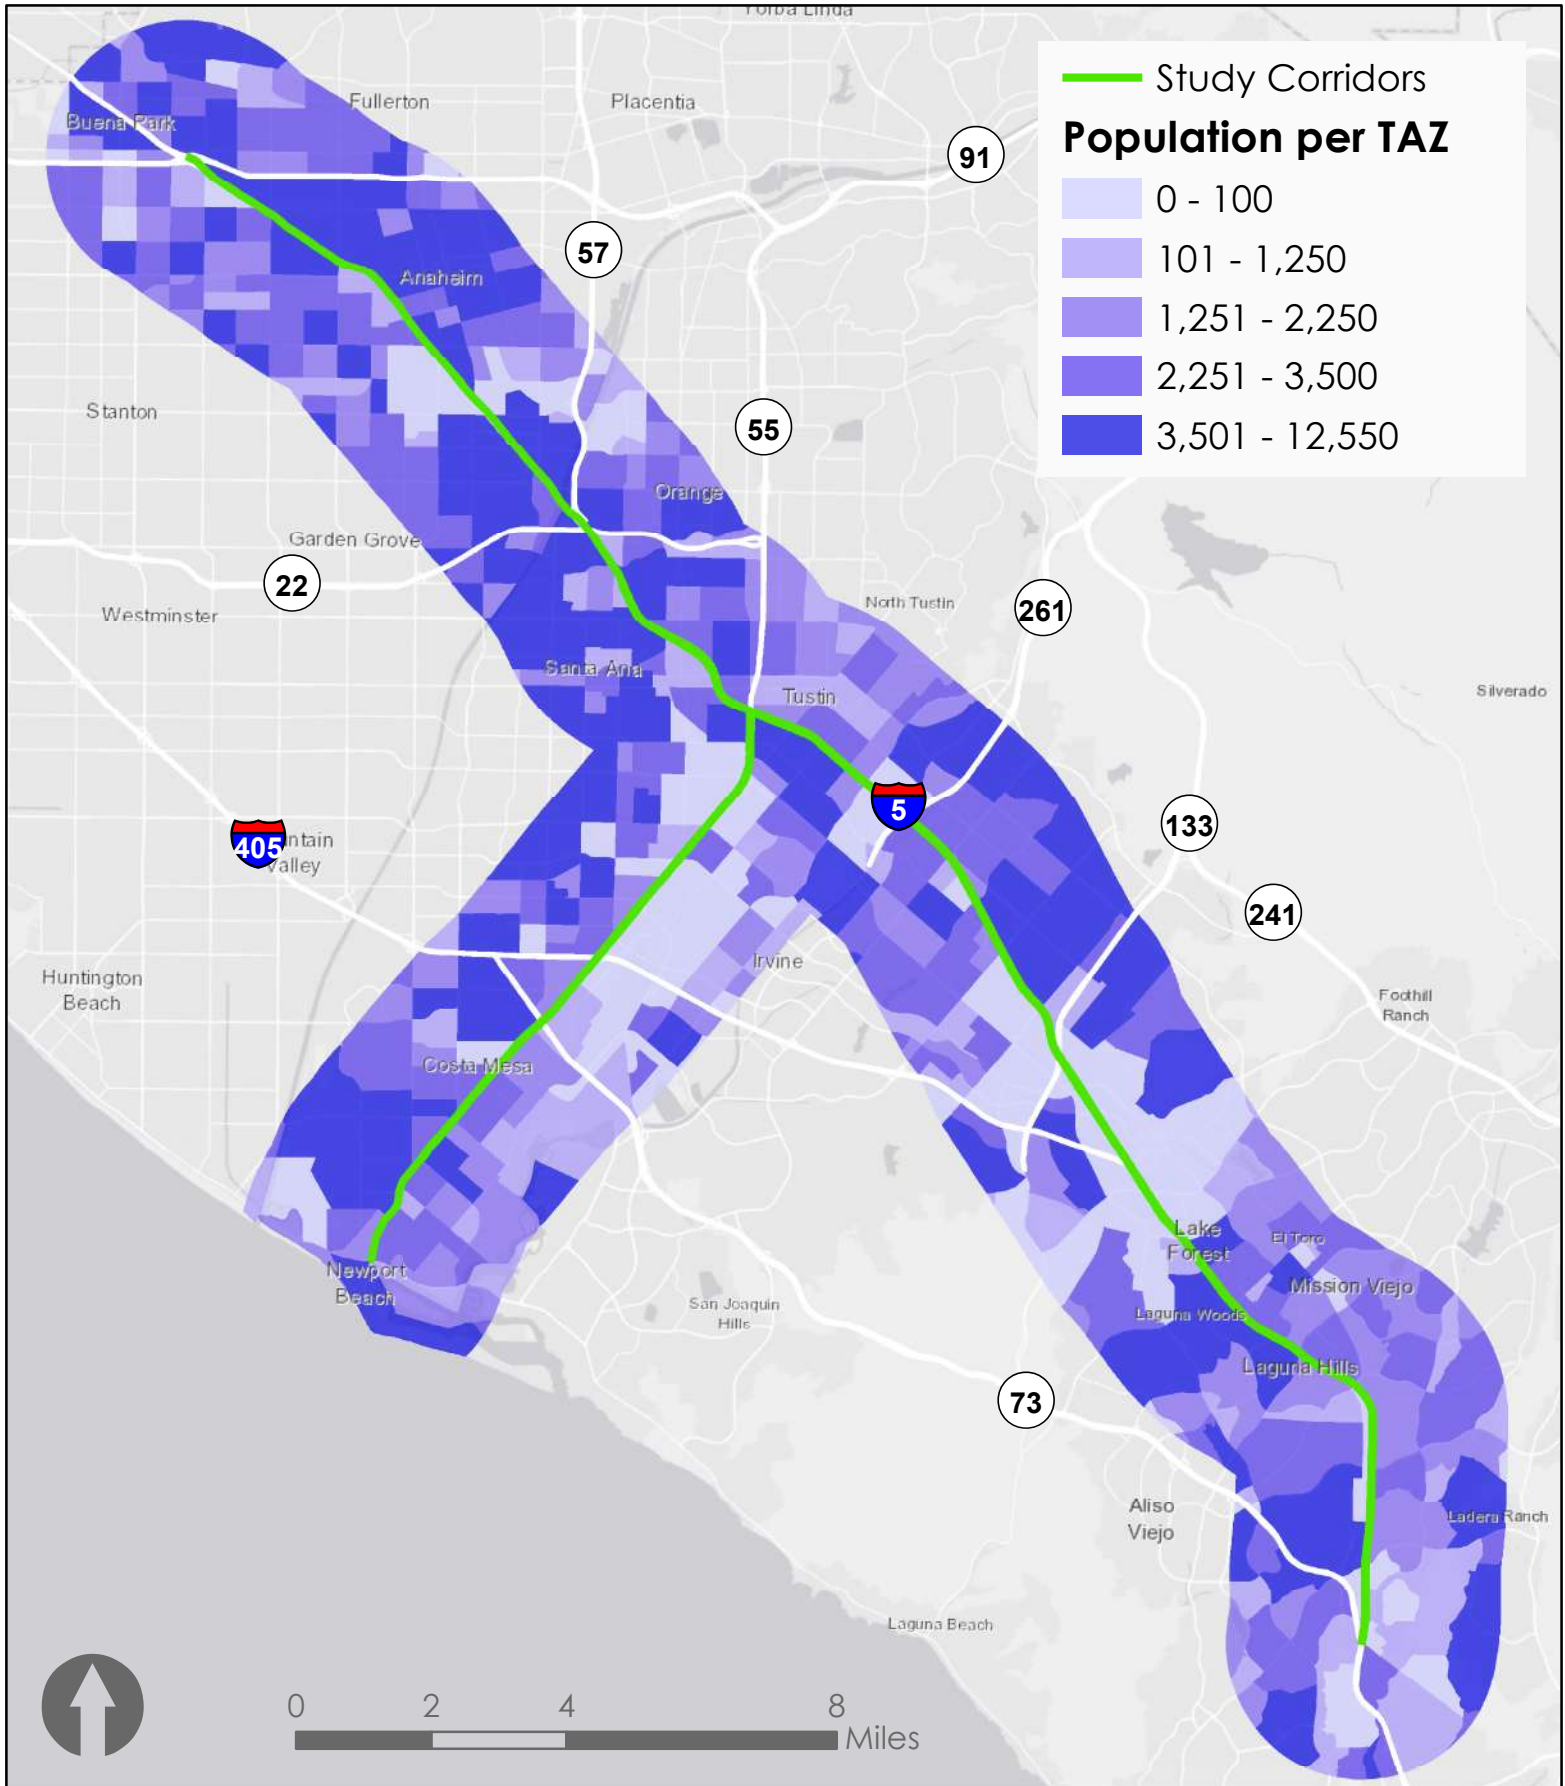 Yorba Linda
Study Corridors
Population per TAZ
0 - 100
101 - 1,250
1,251 - 2,250
2,251 - 3,500
3,501 - 12,550
Fullerton
Placentia
Buena Park
91
57
Anaheim
Stanton
55
Orange
Garden Grove
22
Westminster
North Tustin
261
Santa Ana
Tustin
Silverado
5
133
405
ntain
Valley
241
Irvine
Huntington
Beach
Foothill
Ranch
Costa Mesa
Lake
Forest
El Toro
Mission Viejo
Newport
Beach
San Joaquin
Hills
Laguna Woods
Laguna Hills
73
Aliso
Viejo
Ladera Ranch
Laguna Beach
0 2 4 8
Miles